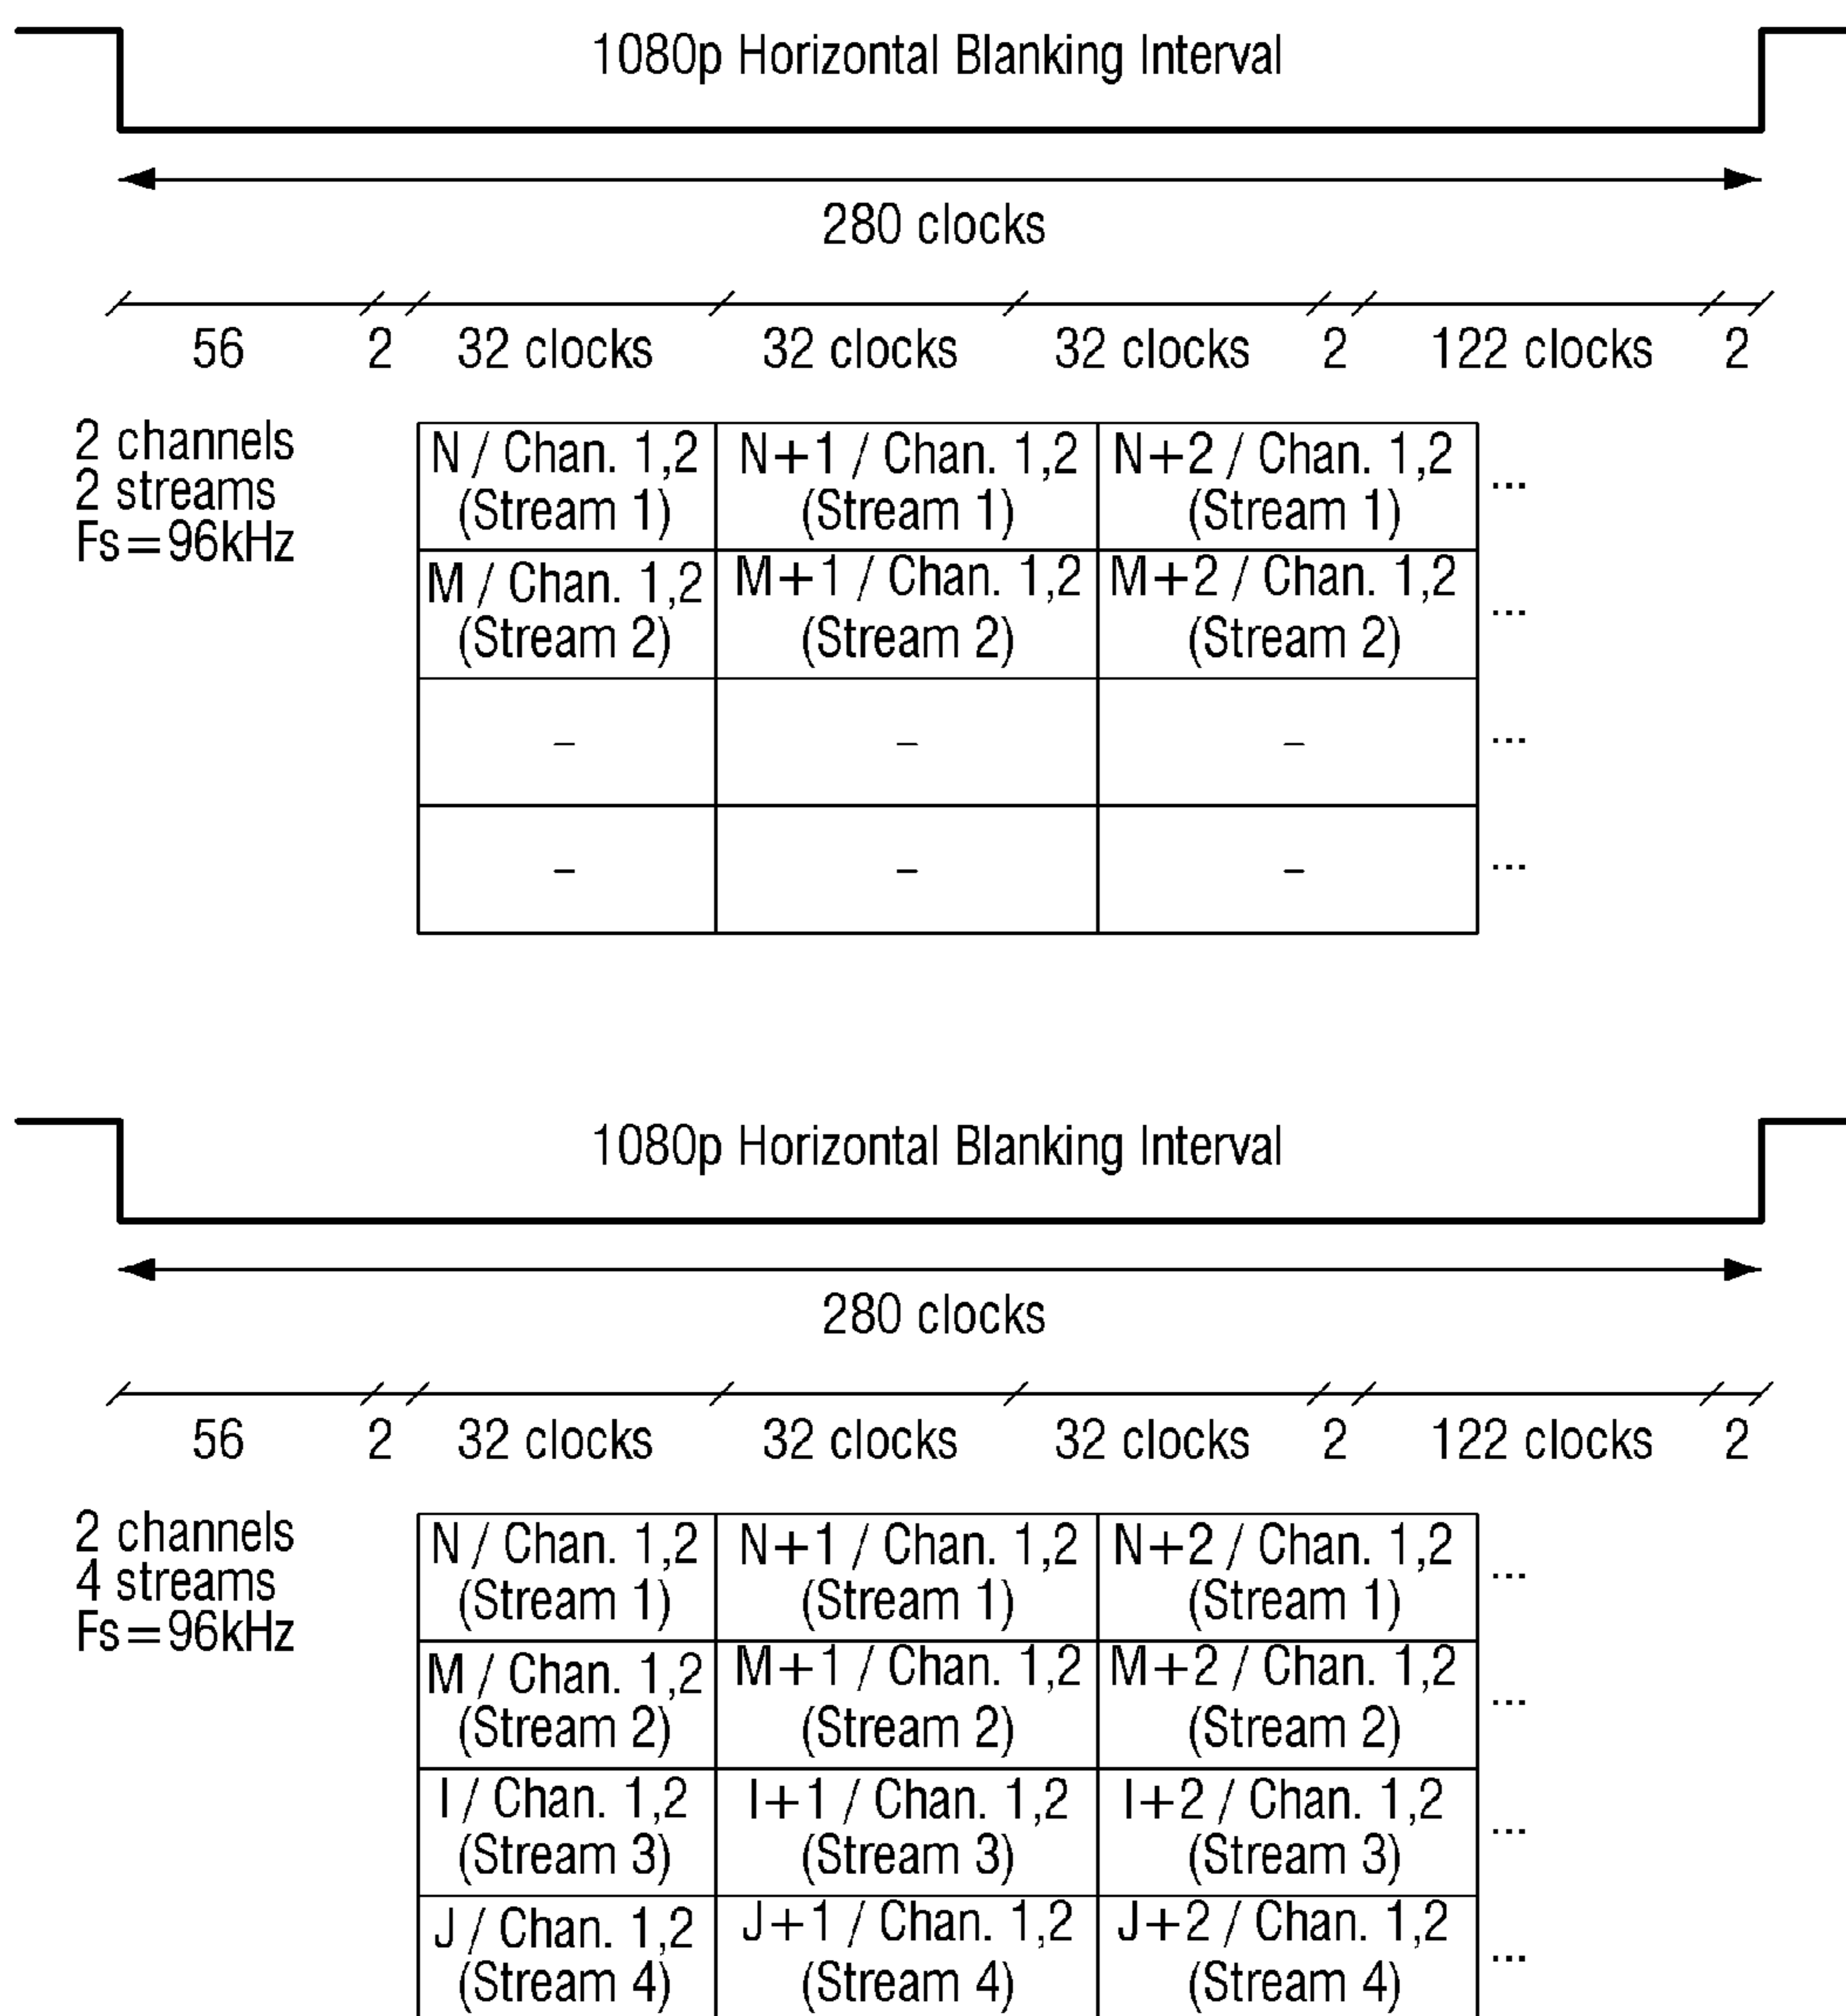 1080p Horizontal Blanking Interval
280 clocks
56 2 32 clocks 32 clocks 32 clocks 2 122 clocks 2
2 channels
2 streams
Fs=96kHz
N / Chan. 1,2 N+1 / Chan. 1,2 N+2 / Chan. 1,2 ...
(Stream 1) (Stream 1) (Stream 1)
M / Chan. 1,2 M+1 / Chan. 1,2 M+2 / Chan. 1,2 ...
(Stream 2) (Stream 2) (Stream 2)
– – – ...
– – – ...
1080p Horizontal Blanking Interval
280 clocks
56 2 32 clocks 32 clocks 32 clocks 2 122 clocks 2
2 channels
4 streams
Fs=96kHz
N / Chan. 1,2 N+1 / Chan. 1,2 N+2 / Chan. 1,2 ...
(Stream 1) (Stream 1) (Stream 1)
M / Chan. 1,2 M+1 / Chan. 1,2 M+2 / Chan. 1,2 ...
(Stream 2) (Stream 2) (Stream 2)
I / Chan. 1,2 I+1 / Chan. 1,2 I+2 / Chan. 1,2 ...
(Stream 3) (Stream 3) (Stream 3)
J / Chan. 1,2 J+1 / Chan. 1,2 J+2 / Chan. 1,2 ...
(Stream 4) (Stream 4) (Stream 4)